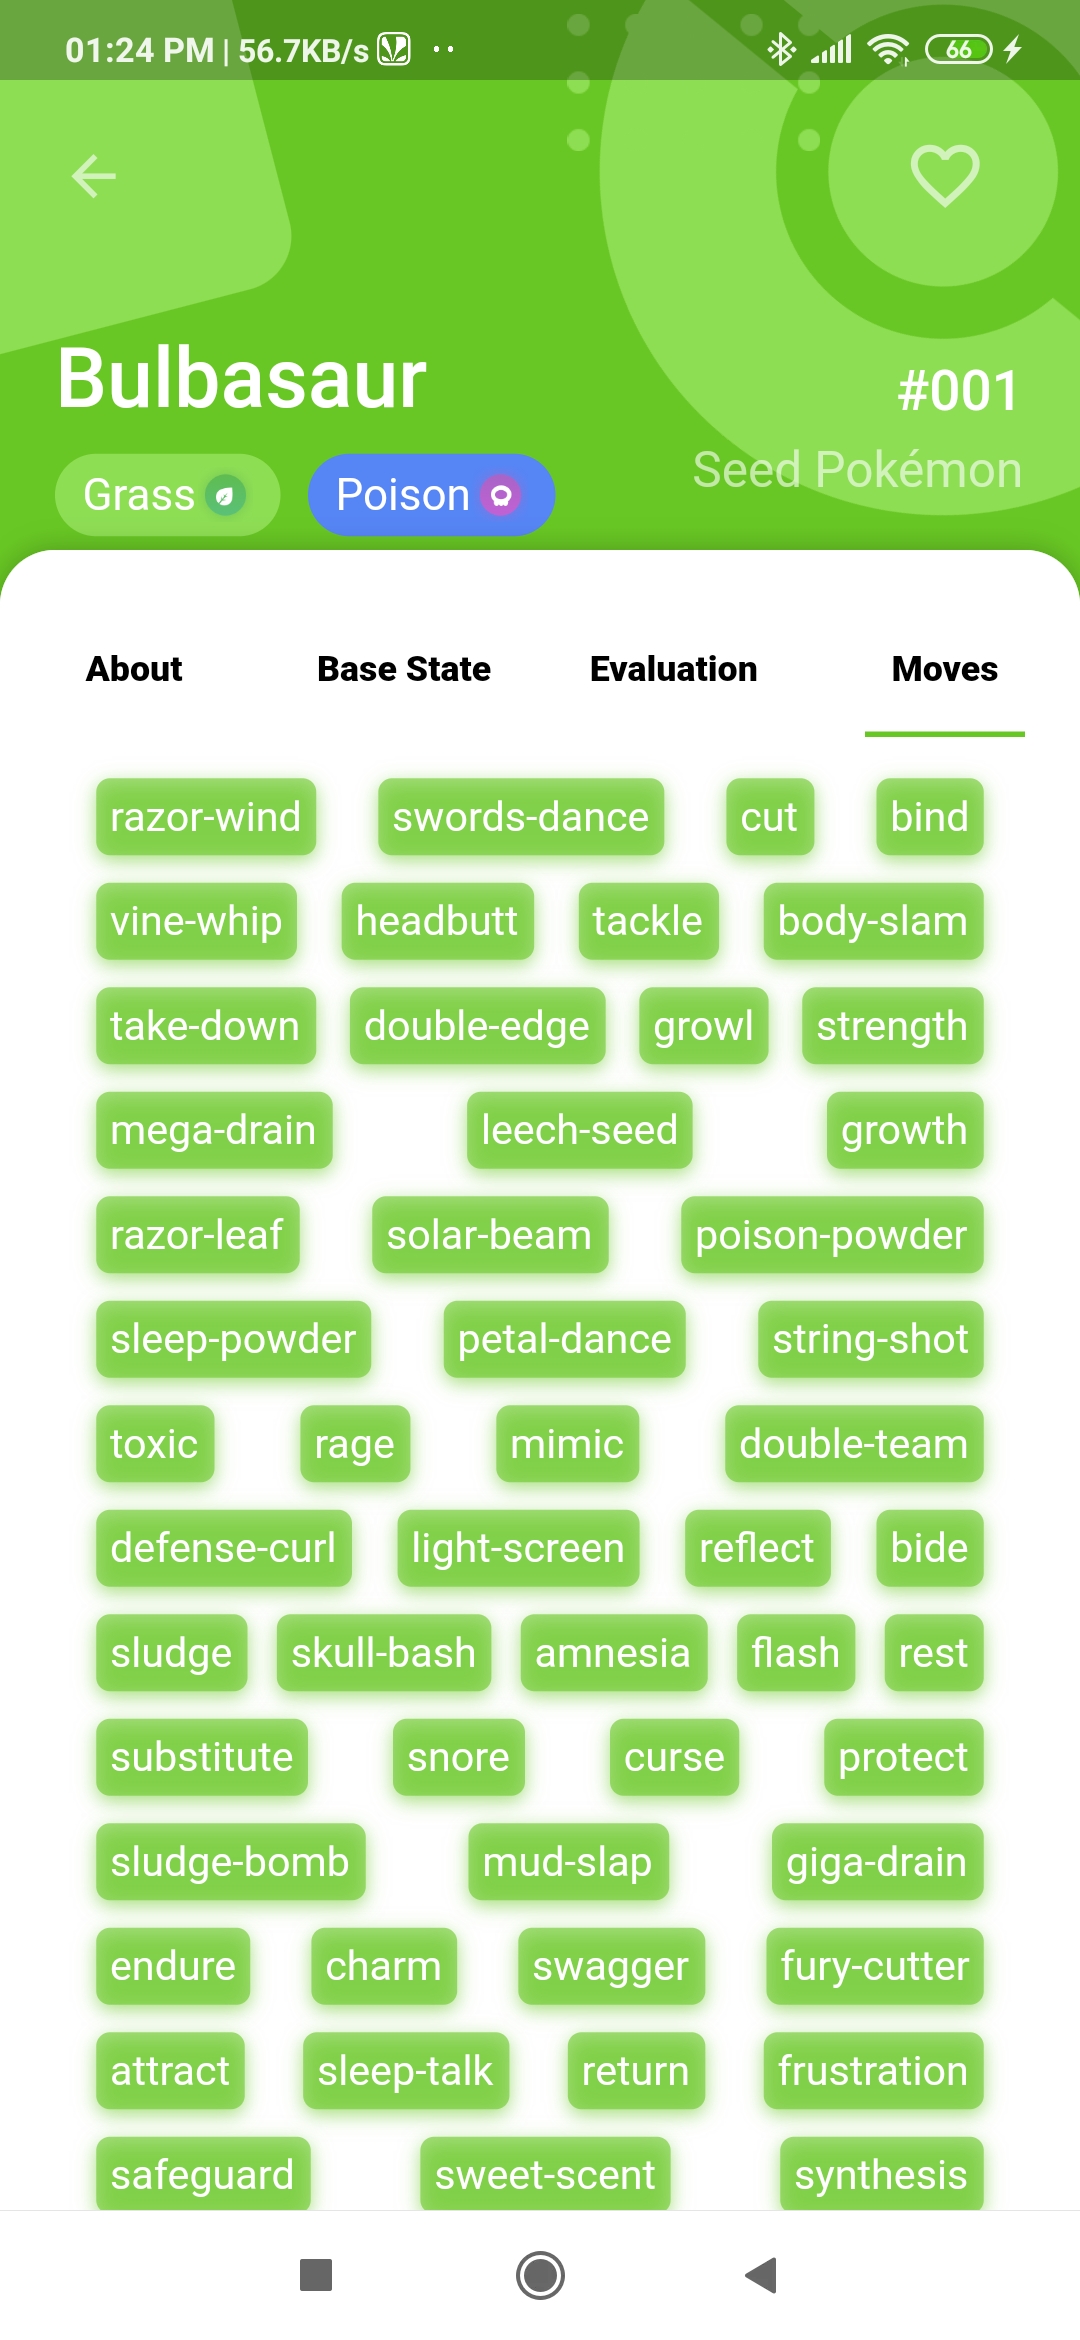 01:24 PM | 56.7KB/s
66
Bulbasaur
#001
Seed Pokémon
Grass Poison
About Base State Evaluation Moves
razor-wind swords-dance cut bind
vine-whip headbutt tackle body-slam
take-down double-edge growl strength
mega-drain leech-seed growth
razor-leaf solar-beam poison-powder
sleep-powder petal-dance string-shot
toxic rage mimic double-team
defense-curl light-screen reflect bide
sludge skull-bash amnesia flash rest
substitute snore curse protect
sludge-bomb mud-slap giga-drain
endure charm swagger fury-cutter
attract sleep-talk return frustration
safeguard sweet-scent synthesis